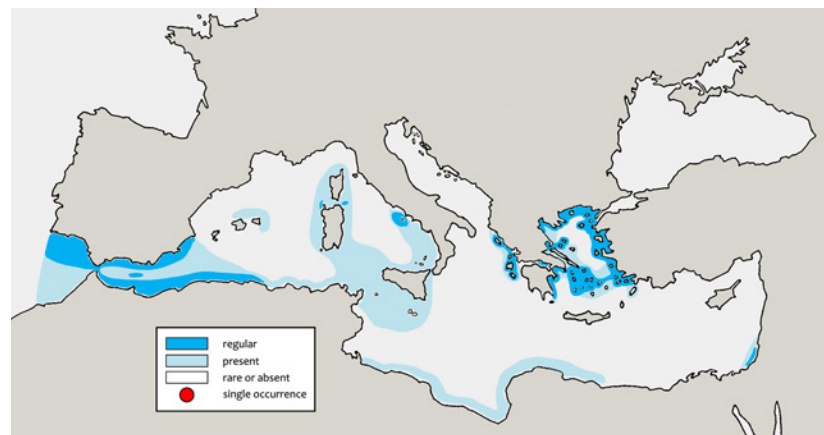 regular
present
rare or absent
single occurrence